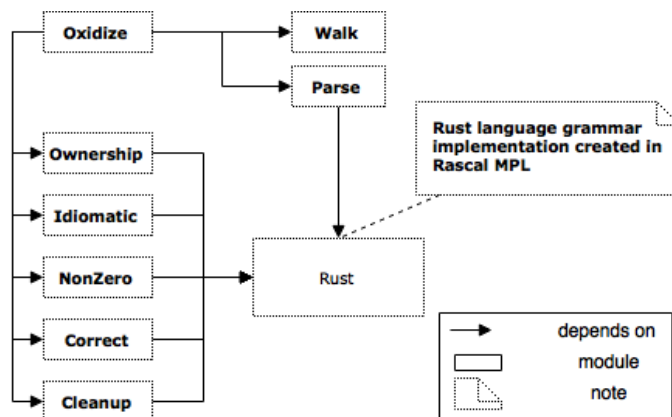 Oxidize
Walk
Parse
Rust language grammar
implementation created in
Rascal MPL
Ownership
Idiomatic
NonZero
Rust
Correct
Cleanup
depends on
module
note